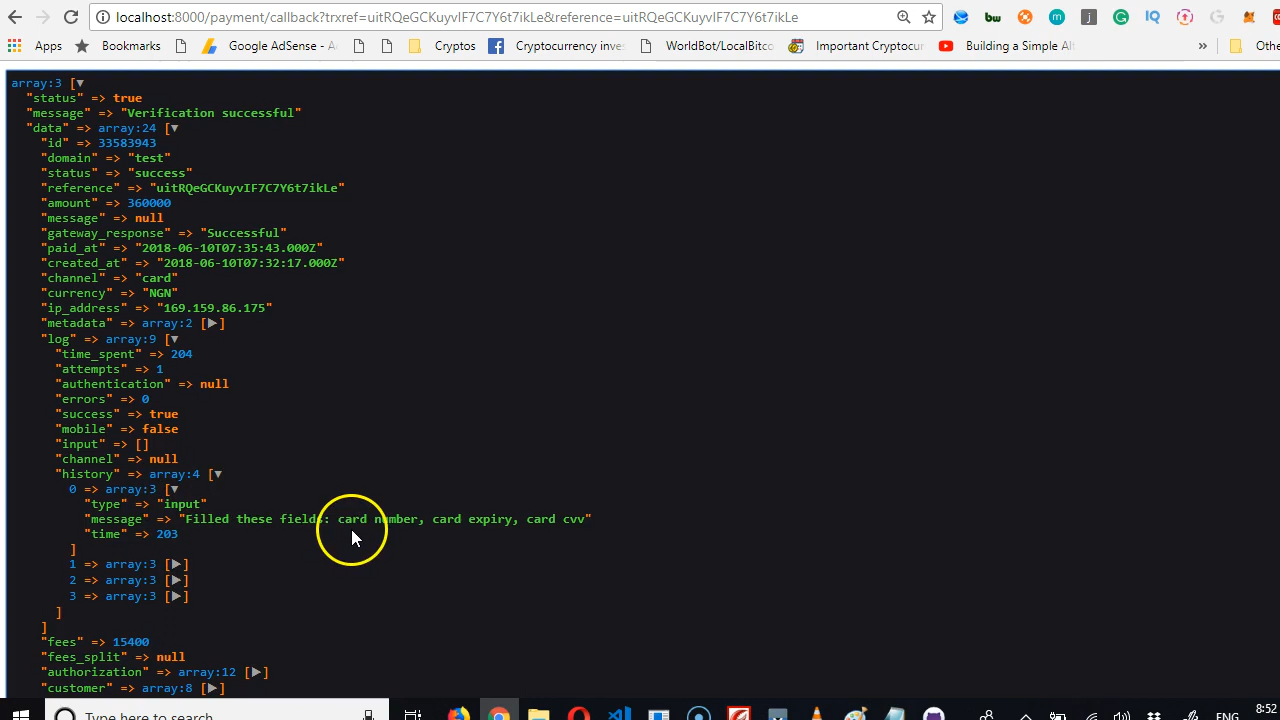 localhost:8000/payment/callback?trxref=uitRQeGCKuyvIF7C7Y6t7ikLe&reference=uitRQeGCKuyvIF7C7Y6t7ikLe
Apps Bookmarks Google AdSense - A Cryptos Cryptocurrency inve WorldBit/LocalBitco Important Cryp Building a Simple Alt » Othe
array:3 [▼
"status" => true
"message" => "Verification successful"
"data" => array:24 [▼
"id" => 33583943
"domain" => "test"
"status" => "success"
"reference" => "uitRQeGCKuyvIF7C7Y6t7ikLe"
"amount" => 360000
"message" => null
"gateway_response" => "Successful"
"paid_at" => "2018-06-10T07:35:43.000Z"
"created_at" => "2018-06-10T07:32:17.000Z"
"channel" => "card"
"currency" => "NGN"
"ip_address" => "169.159.86.175"
"metadata" => array:2 [▶]
"log" => array:9 [▼
"time_spent" => 204
"attempts" => 1
"authentication" => null
"errors" => 0
"success" => true
"mobile" => false
"input" => []
"channel" => null
"history" => array:4 [▼
0 => array:3 [▼
"type" => "input"
"message" => "Filled these fields: card number, card expiry, card cvv"
"time" => 203
]
1 => array:3 [▶]
2 => array:3 [▶]
3 => array:3 [▶]
]
]
"fees" => 15400
"fees_split" => null
"authorization" => array:12 [▶]
"customer" => array:8 [▶]
Type here to search ENG 8:52